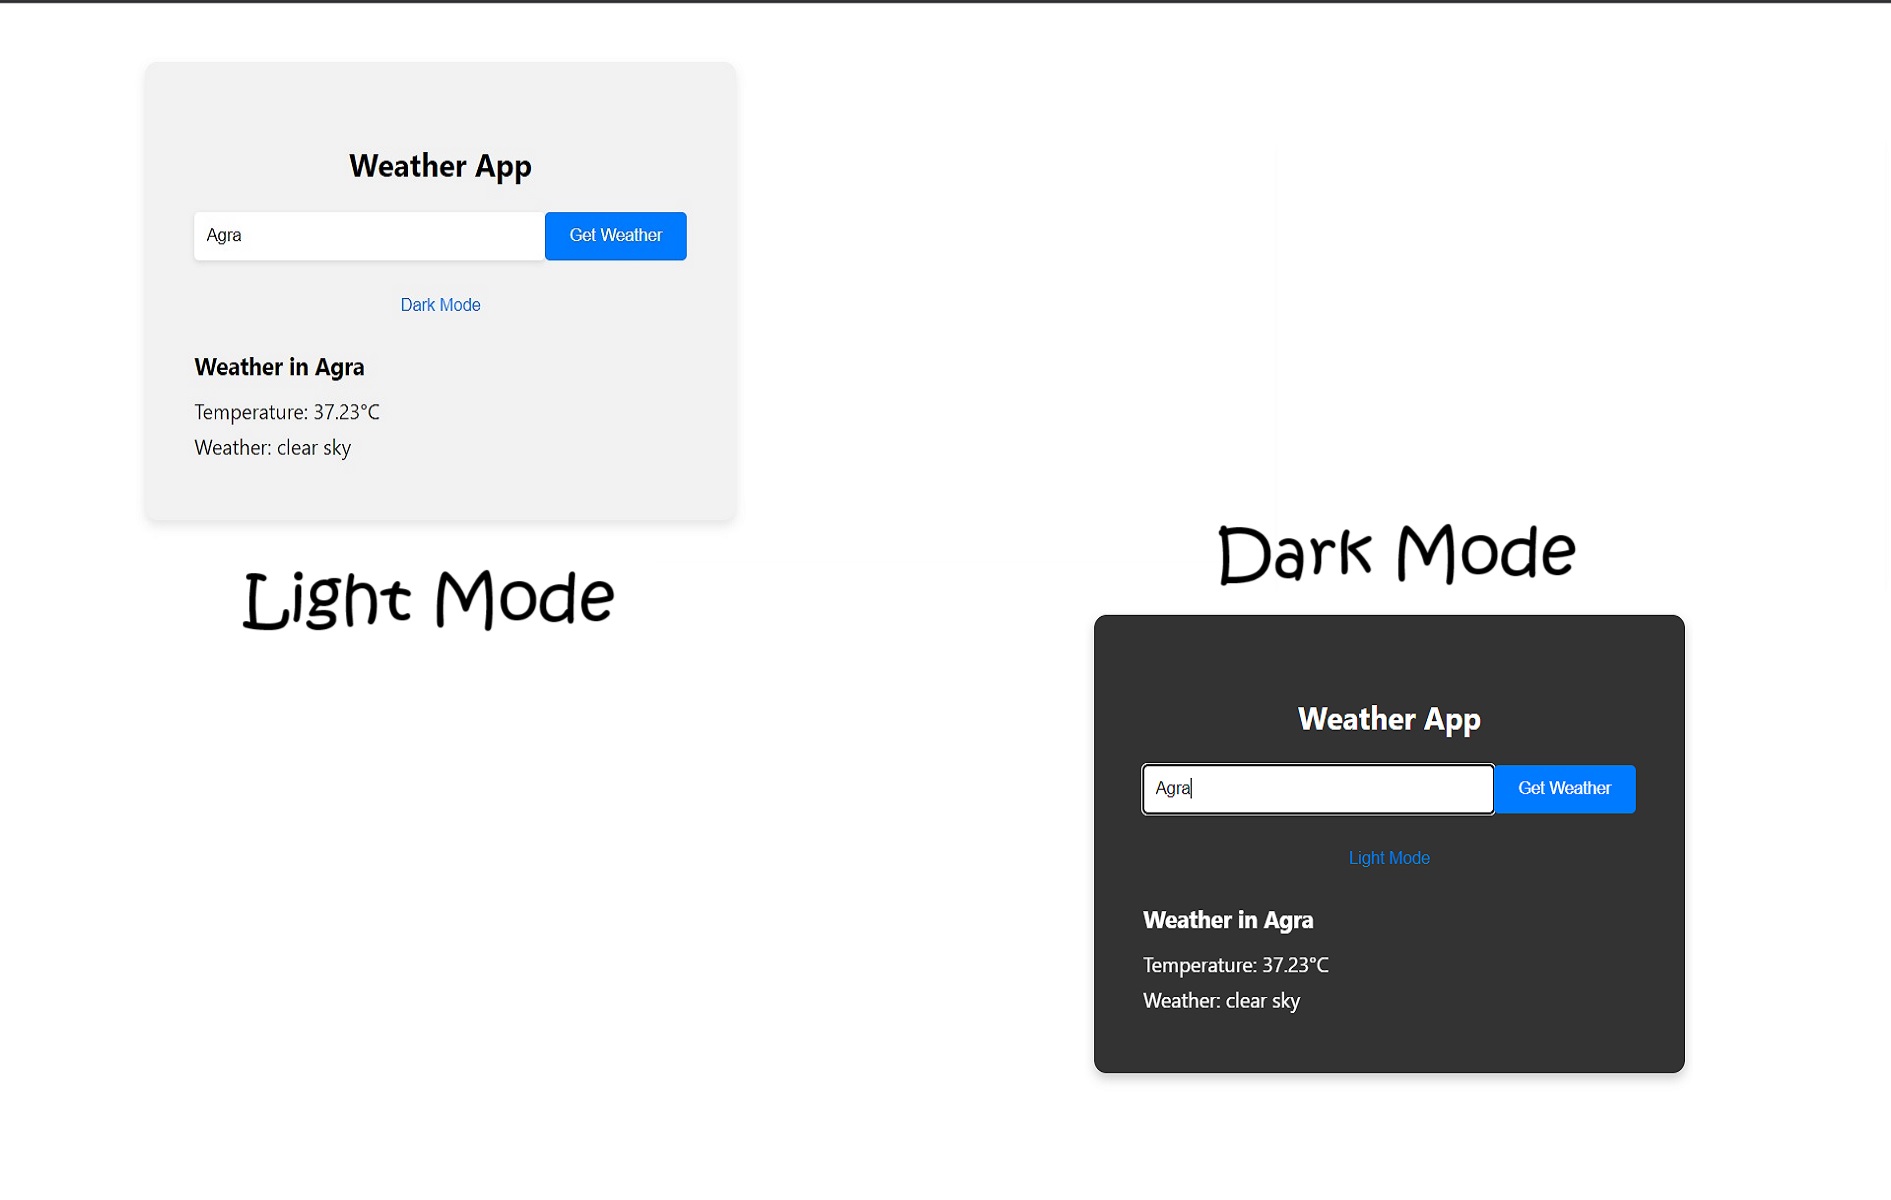 Weather App
Agra
Get Weather
Dark Mode
Weather in Agra
Temperature: 37.23°C
Weather: clear sky
Light Mode
Dark Mode
Weather App
Agra
Get Weather
Light Mode
Weather in Agra
Temperature: 37.23°C
Weather: clear sky